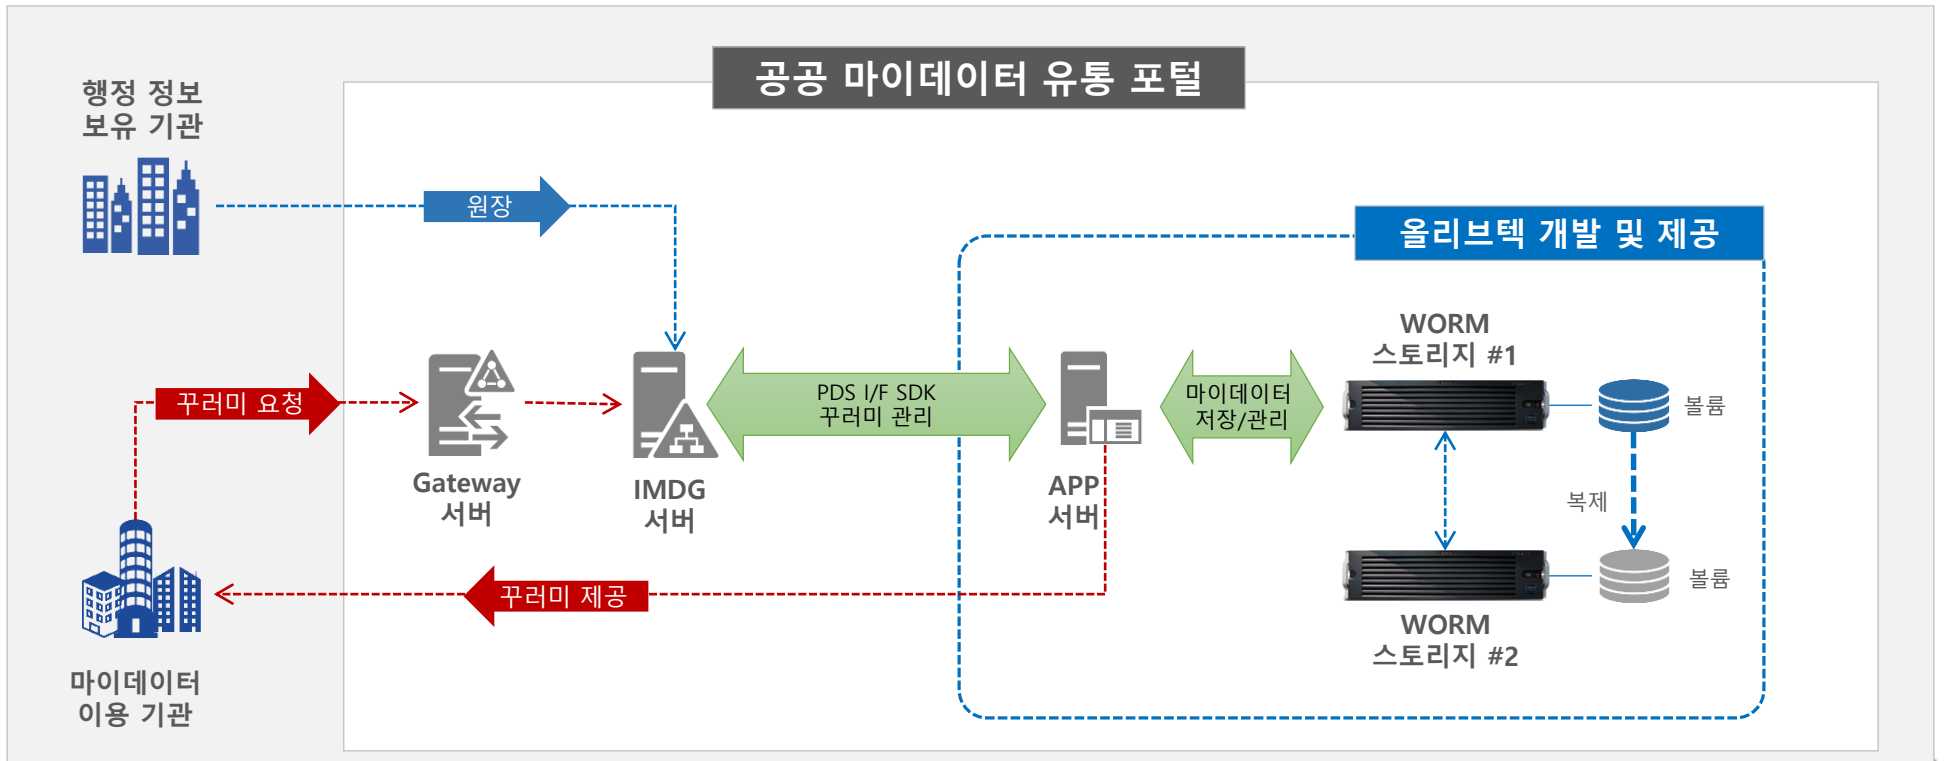 공공 마이데이터 유통 포털
행정 정보
보유 기관
원장
올리브텍 개발 및 제공
WORM
스토리지 #1
꾸러미 요청
PDS I/F SDK
꾸러미 관리
마이데이터
저장/관리
볼륨
Gateway
서버
IMDG
서버
APP
서버
복제
꾸러미 제공
볼륨
WORM
스토리지 #2
마이데이터
이용 기관